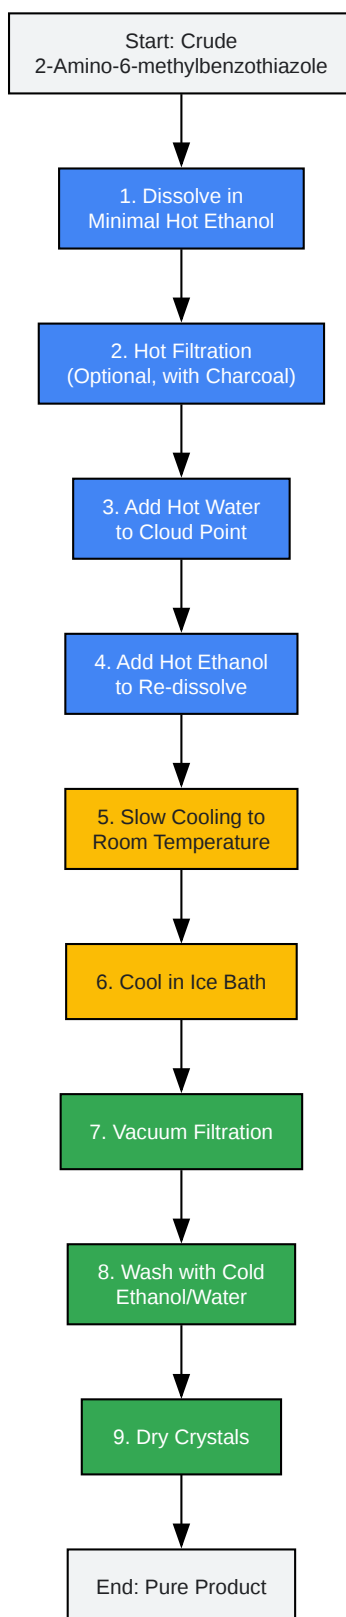 Start: Crude
2-Amino-6-methylbenzothiazole
1. Dissolve in
Minimal Hot Ethanol
2. Hot Filtration
(Optional, with Charcoal)
3. Add Hot Water
to Cloud Point
4. Add Hot Ethanol
to Re-dissolve
5. Slow Cooling to
Room Temperature
6. Cool in Ice Bath
7. Vacuum Filtration
8. Wash with Cold
Ethanol/Water
9. Dry Crystals
End: Pure Product